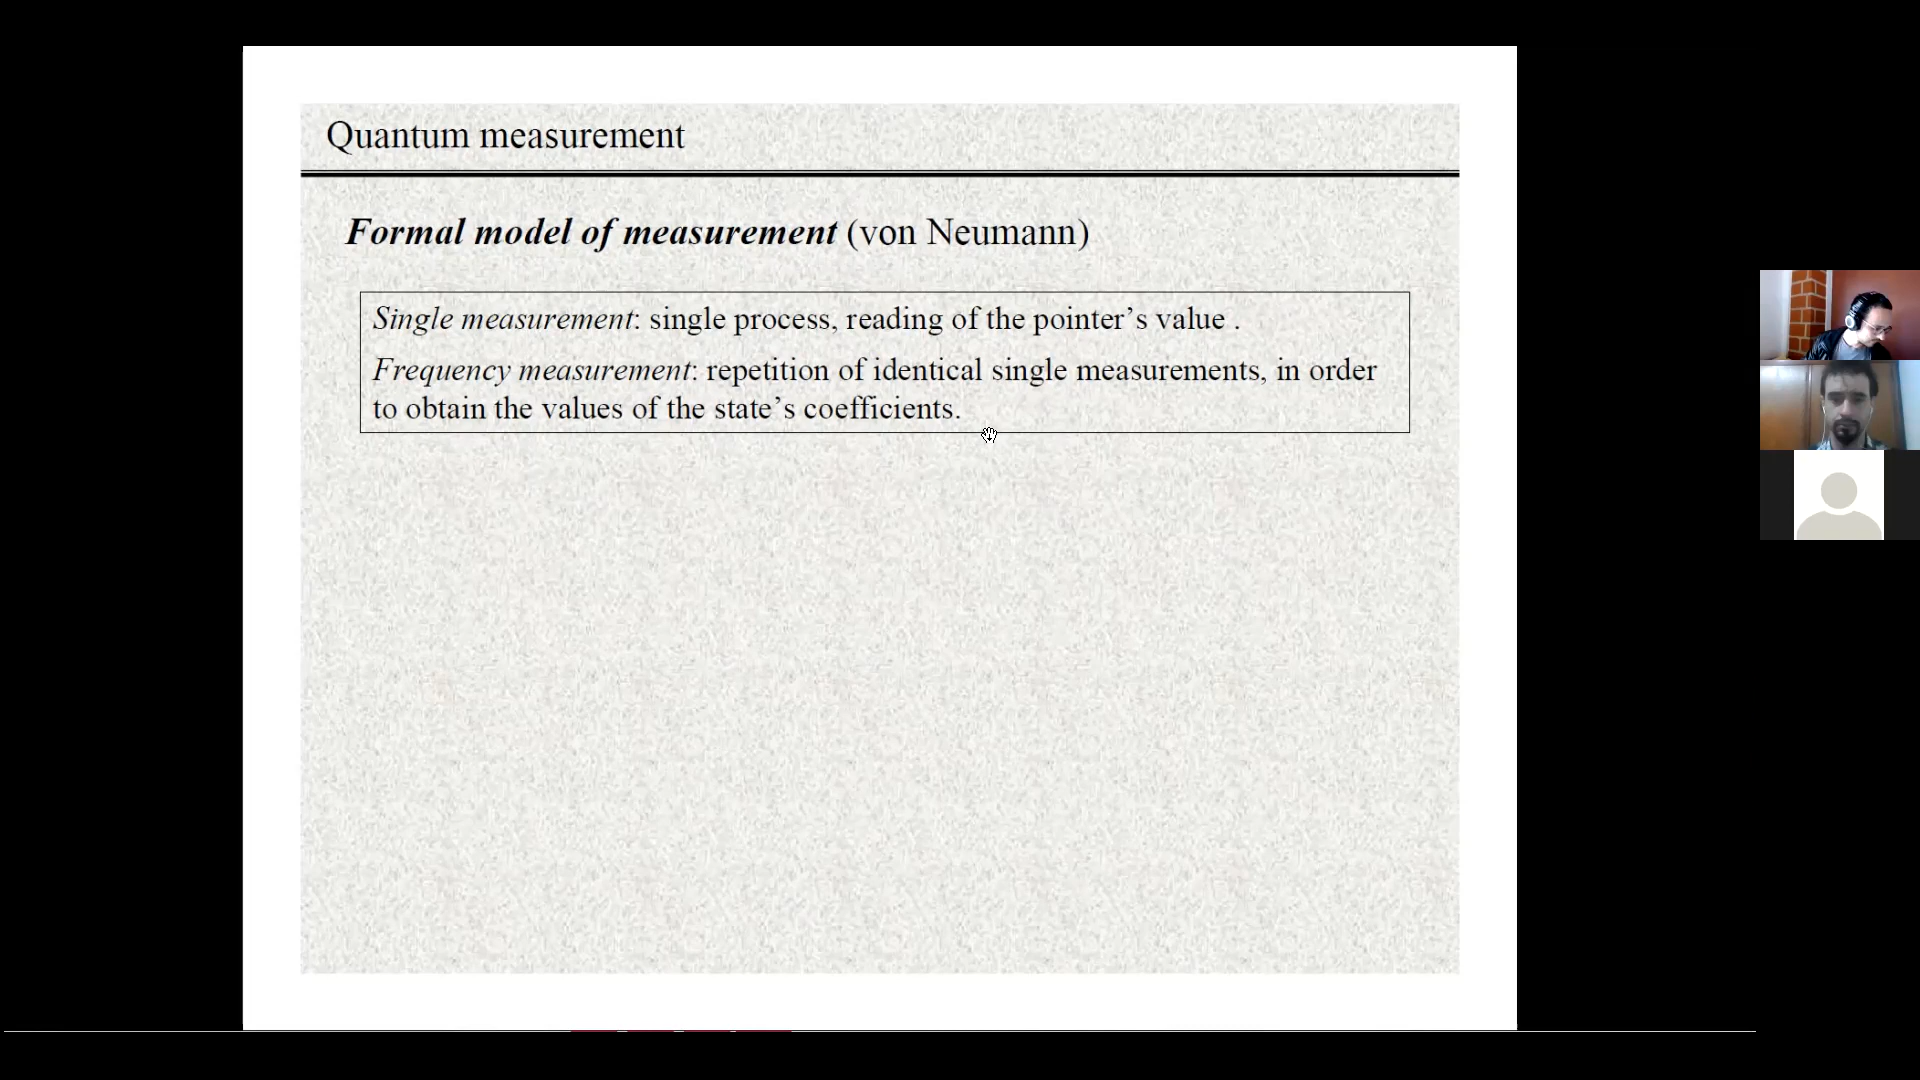 Quantum measurement
Formal model of measurement (von Neumann)
Single measurement: single process, reading of the pointer’s value .
Frequency measurement: repetition of identical single measurements, in order
to obtain the values of the state’s coefficients.